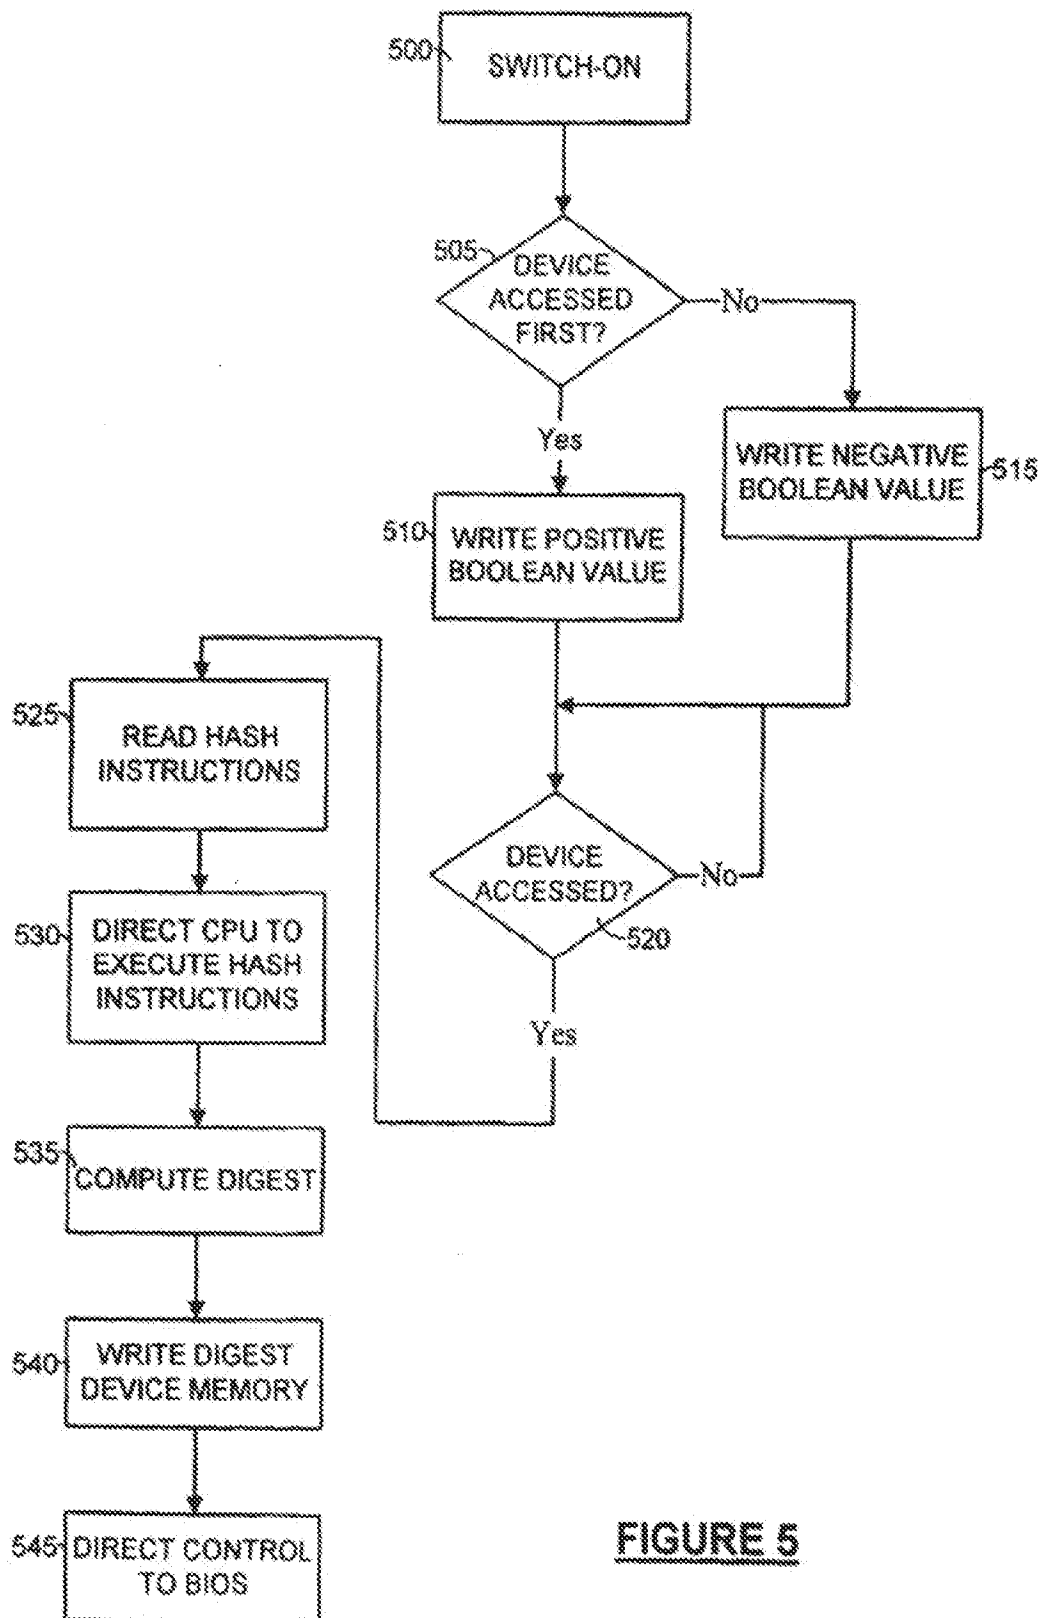 500
SWITCH-ON
505
DEVICE
ACCESSED
FIRST?
No
Yes
WRITE NEGATIVE
BOOLEAN VALUE
515
510
WRITE POSITIVE
BOOLEAN VALUE
525
READ HASH
INSTRUCTIONS
DEVICE
ACCESSED?
No
520
Yes
530
DIRECT CPU TO
EXECUTE HASH
INSTRUCTIONS
535
COMPUTE DIGEST
540
WRITE DIGEST
DEVICE MEMORY
545
DIRECT CONTROL
TO BIOS
FIGURE 5